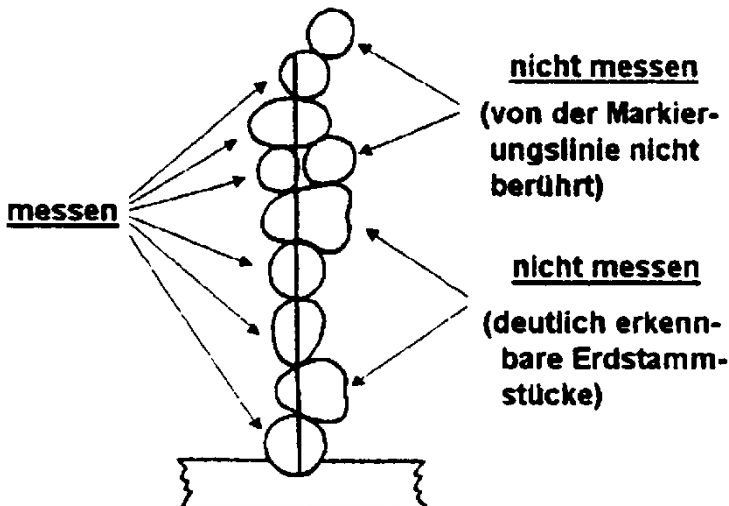 messen
nicht messen
(von der Markier-
ungslinie nicht
berührt)
nicht messen
(deutlich erkenn-
bare Erdstamm-
stücke)